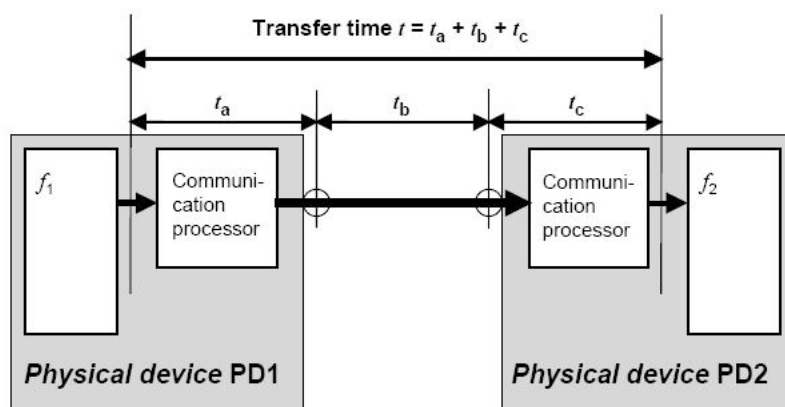 Transfer time t = ta + tb + tc
ta
tb
tc
f1
Communi-
cation
processor
Communi-
cation
processor
f2
Physical device PD1
Physical device PD2